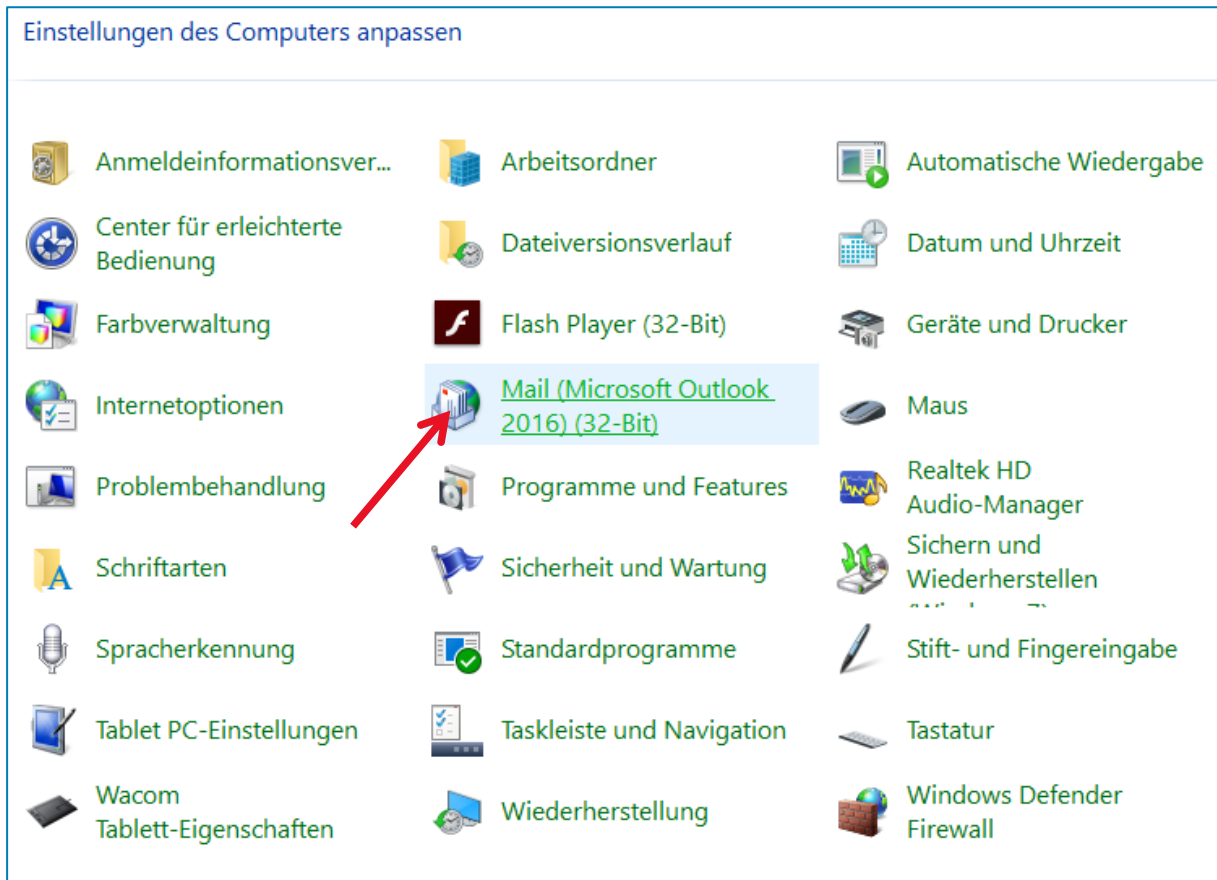 Einstellungen des Computers anpassen
Anmeldeinformationsver...
Arbeitsordner
Automatische Wiedergabe
Center für erleichterte
Bedienung
Dateiversionsverlauf
Datum und Uhrzeit
Farbverwaltung
Flash Player (32-Bit)
Geräte und Drucker
Internetoptionen
Mail (Microsoft Outlook
2016) (32-Bit)
Maus
Problembehandlung
Programme und Features
Realtek HD
Audio-Manager
Schriftarten
Sicherheit und Wartung
Sichern und
Wiederherstellen
Spracherkennung
Standardprogramme
Stift- und Fingereingabe
Tablet PC-Einstellungen
Taskleiste und Navigation
Tastatur
Wacom
Tablett-Eigenschaften
Wiederherstellung
Windows Defender
Firewall